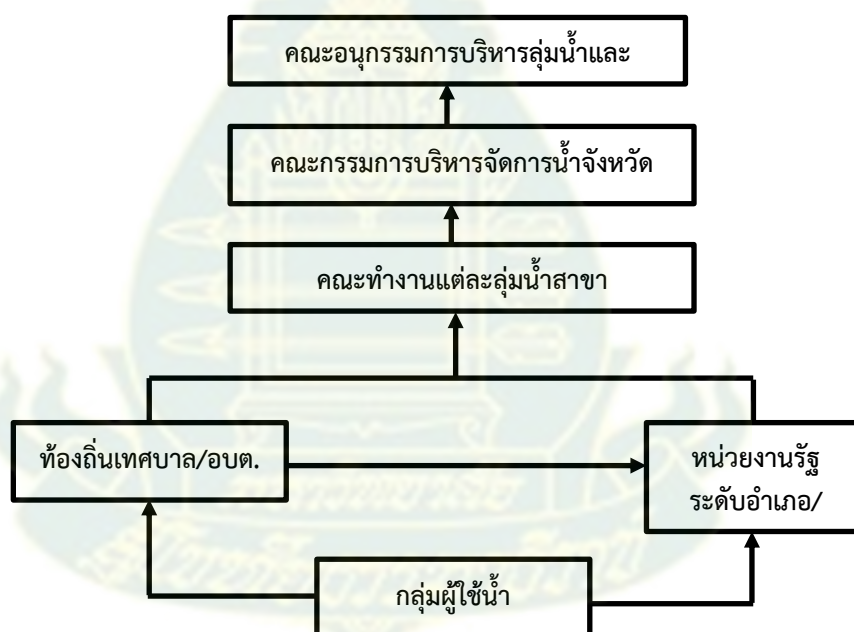 คณะอนุกรรมการบริหารลุ่มน้ำและ
คณะกรรมการบริหารจัดการน้ำจังหวัด
คณะทำงานแต่ละลุ่มน้ำสาขา
ท้องถิ่นเทศบาล/อบต.
หน่วยงานรัฐ
ระดับอำเภอ/
กลุ่มผู้ใช้น้ำ